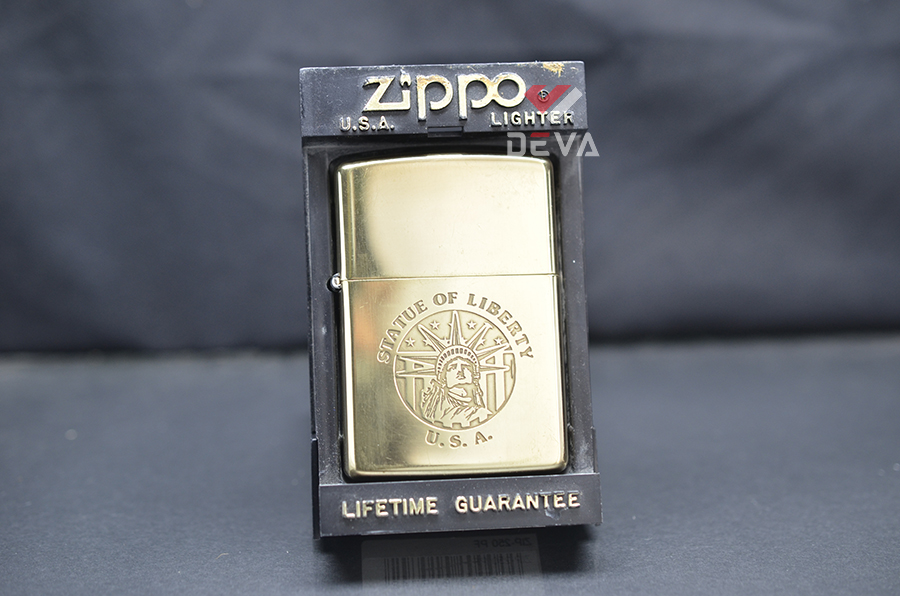 Zippo ®
U.S.A. LIGHTER
DEVA
STATUE OF LIBERTY
U.S.A.
LIFETIME GUARANTEE